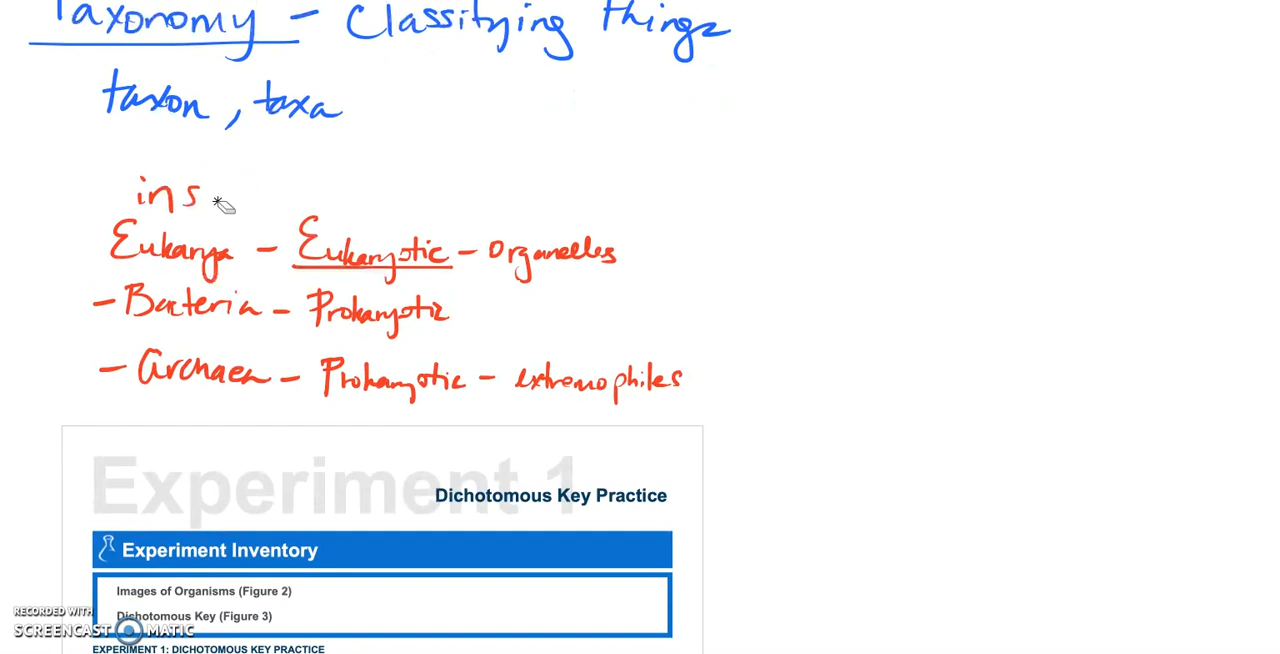 Taxonomy - Classifying things
taxon, taxa
ins
Eukarya - Eukaryotic - Organelles
- Bacteria - Prokaryotic
- Archaea - Prokaryotic - extremophiles
Experiment 1
Dichotomous Key Practice
Experiment Inventory
Images of Organisms (Figure 2)
Dichotomous Key (Figure 3)
RECORDED WITH
SCREENCAST MATIC
EXPERIMENT 1: DICHOTOMOUS KEY PRACTICE